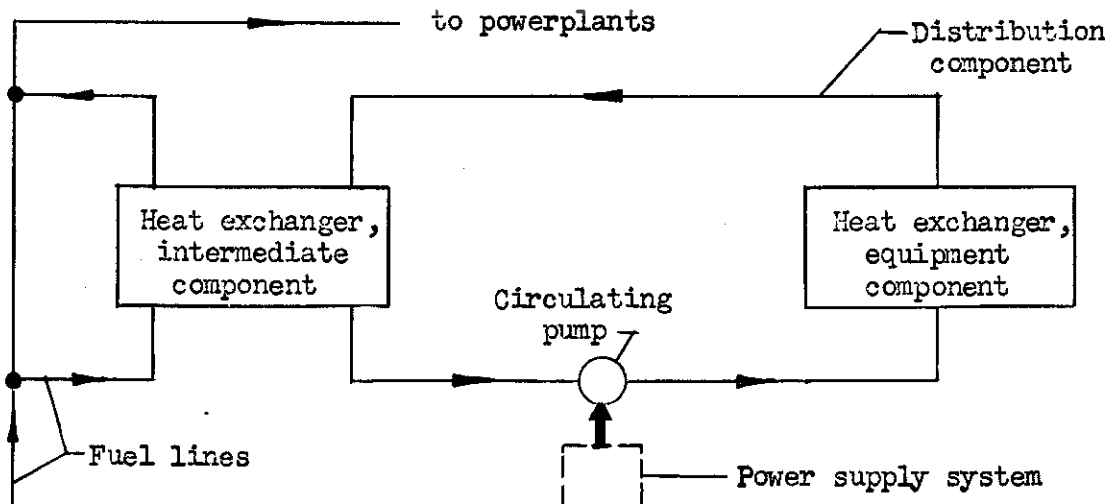 to powerplants
Distribution
component
Heat exchanger,
intermediate
component
Heat exchanger,
equipment
component
Circulating
pump
Fuel lines
Power supply system